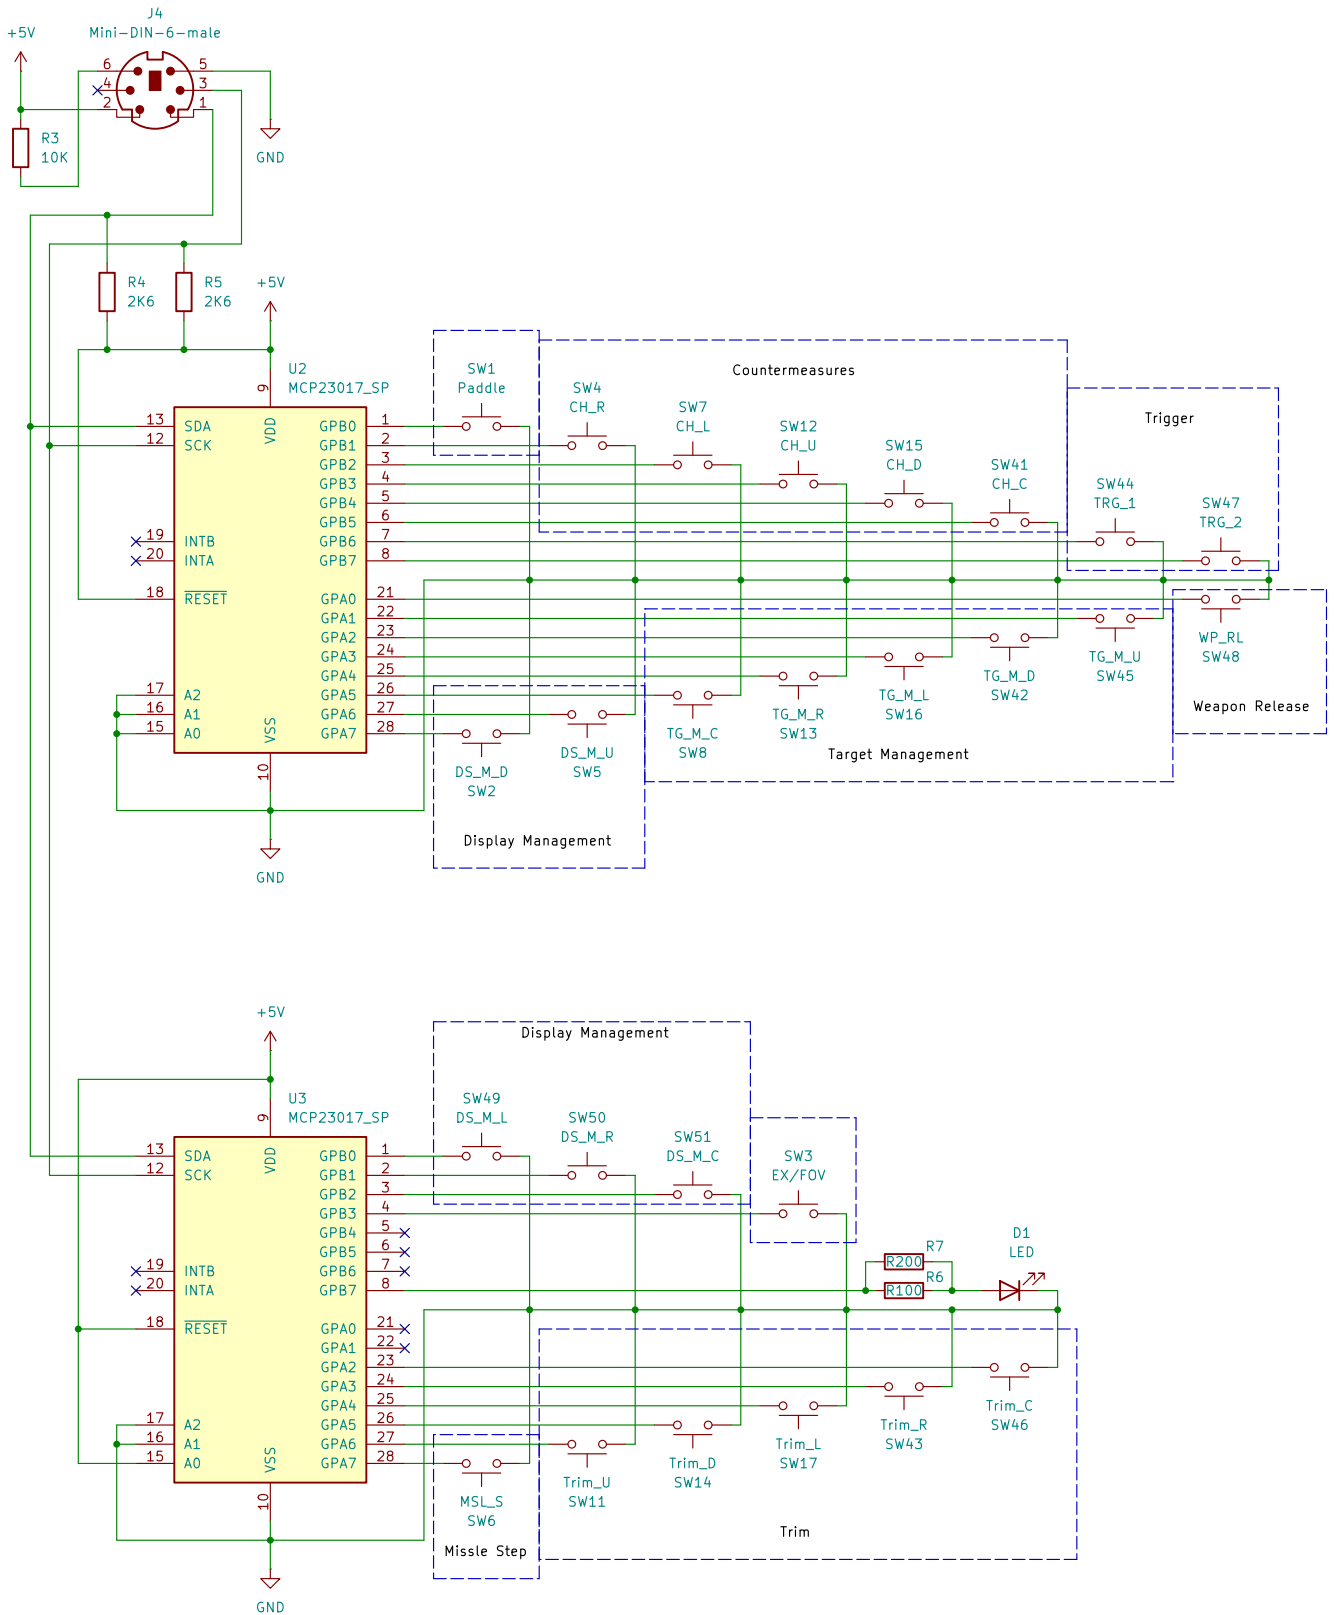 J4
Mini-DIN-6-male
+5V
6
5
4
3
2
1
R3
10K
GND
R4
2K6
R5
2K6
+5V
U2
MCP23017_SP
9
VDD
13 SDA
12 SCK
19 INTB
20 INTA
18 RESET
17 A2
16 A1
15 A0
VSS
10
GPB0 1
GPB1 2
GPB2 3
GPB3 4
GPB4 5
GPB5 6
GPB6 7
GPB7 8
GPA0 21
GPA1 22
GPA2 23
GPA3 24
GPA4 25
GPA5 26
GPA6 27
GPA7 28
GND
SW1
Paddle
Countermeasures
SW4
CH_R
SW7
CH_L
SW12
CH_U
SW15
CH_D
SW41
CH_C
Trigger
SW44
TRG_1
SW47
TRG_2
WP_RL
SW48
Weapon Release
TG_M_U
SW45
TG_M_D
SW42
TG_M_L
SW16
TG_M_R
SW13
TG_M_C
SW8
Target Management
DS_M_U
SW5
DS_M_D
SW2
Display Management
+5V
U3
MCP23017_SP
9
VDD
13 SDA
12 SCK
19 INTB
20 INTA
18 RESET
17 A2
16 A1
15 A0
VSS
10
GPB0 1
GPB1 2
GPB2 3
GPB3 4
GPB4 5
GPB5 6
GPB6 7
GPB7 8
GPA0 21
GPA1 22
GPA2 23
GPA3 24
GPA4 25
GPA5 26
GPA6 27
GPA7 28
GND
Display Management
SW49
DS_M_L
SW50
DS_M_R
SW51
DS_M_C
SW3
EX/FOV
R7
R200
R6
R100
D1
LED
Trim_C
SW46
Trim_R
SW43
Trim_L
SW17
Trim_D
SW14
Trim_U
SW11
Trim
MSL_S
SW6
Missle Step